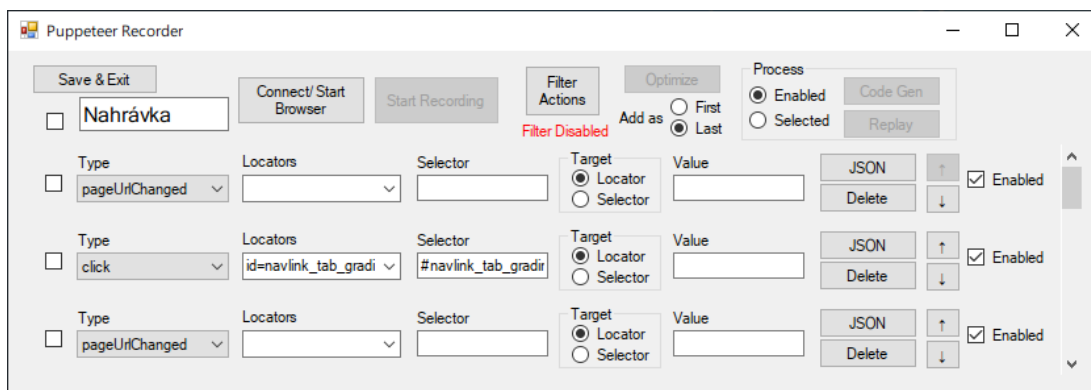 Puppeteer Recorder
Save & Exit
Nahrávka
Connect/ Start
Browser
Start Recording
Filter
Actions
Filter Disabled
Optimize
Add as
First
Last
Process
Enabled
Selected
Code Gen
Replay
Type
Locators
Selector
Target
Value
pageUrlChanged
Locator
Selector
JSON
Delete
↑
↓
Enabled
Type
Locators
Selector
Target
Value
click
id=navlink_tab_gradi
#navlink_tab_gradir
Locator
Selector
JSON
Delete
↑
↓
Enabled
Type
Locators
Selector
Target
Value
pageUrlChanged
Locator
Selector
JSON
Delete
↑
↓
Enabled